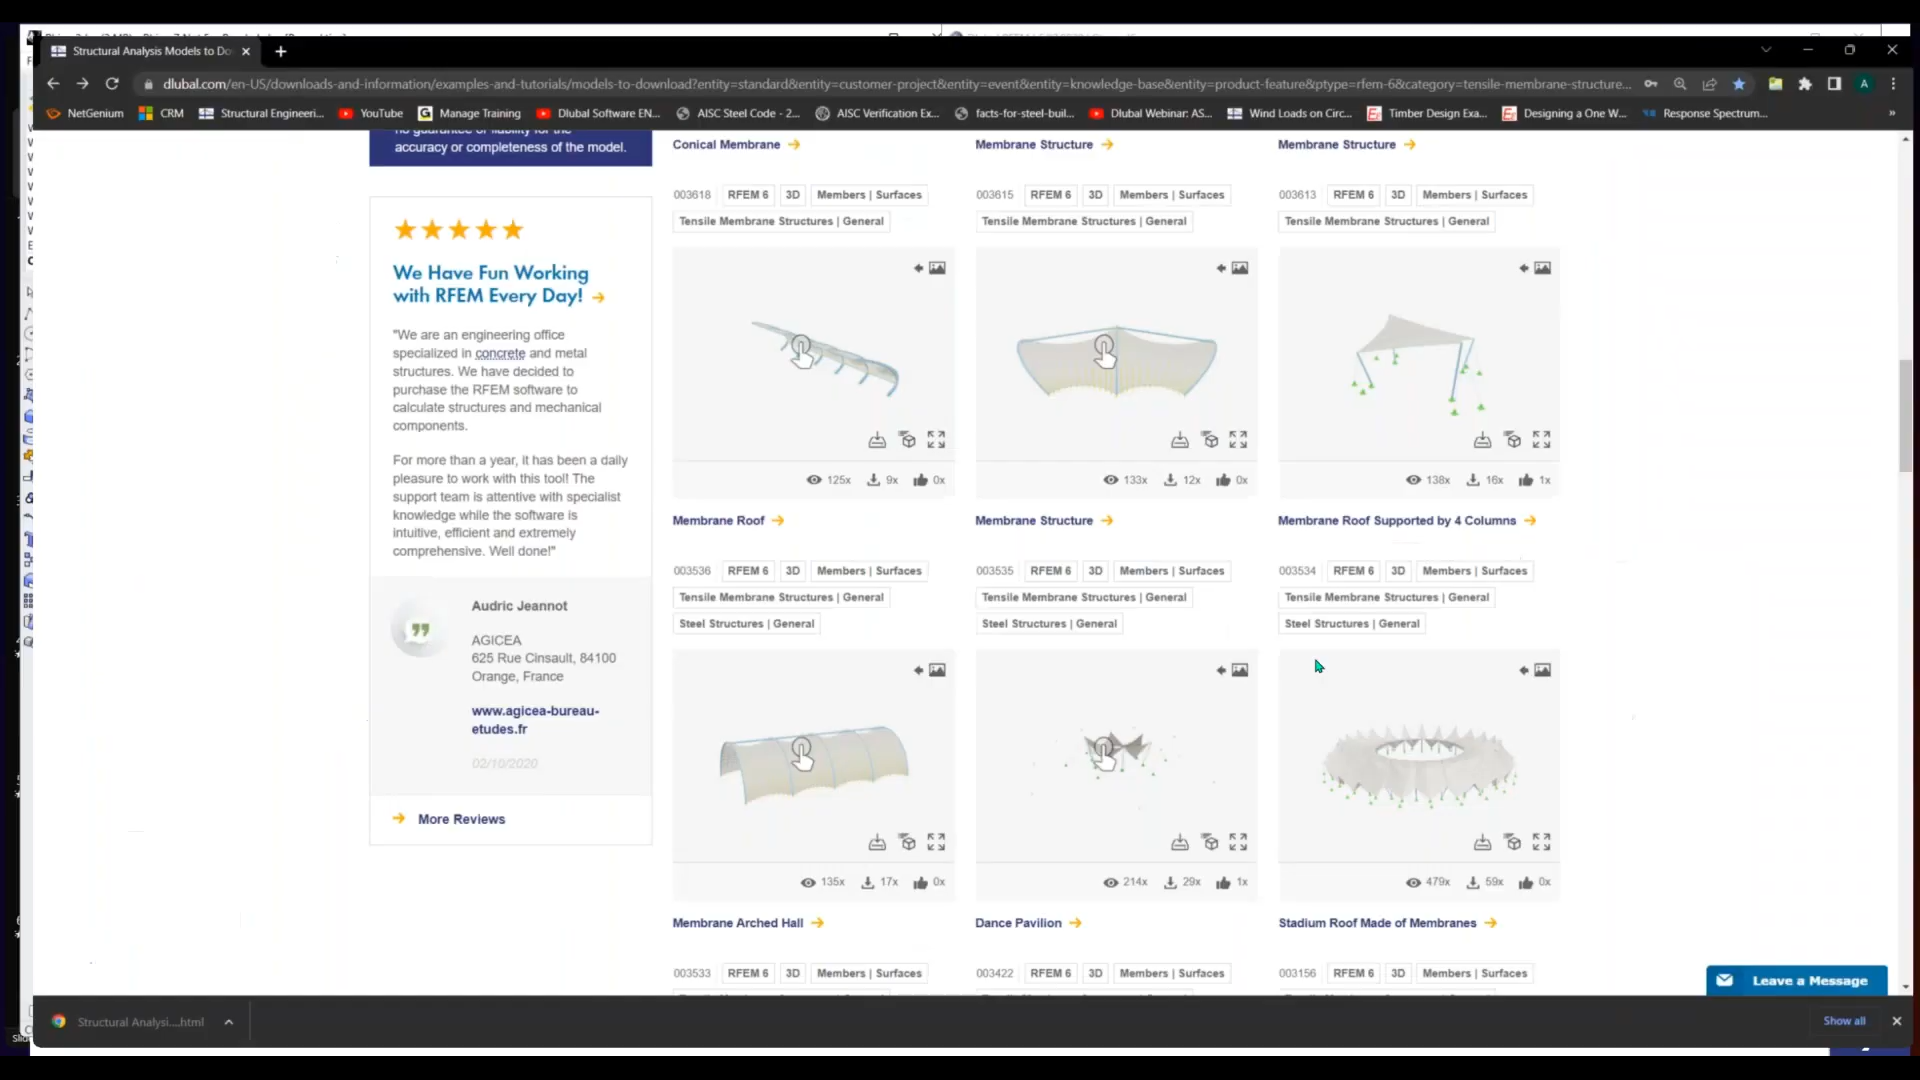 Structural Analysis Models to Do
dlubal.com/en-US/downloads-and-information/examples-and-tutorials/models-to-download?entity=standard&entity=customer-project&entity=event&entity=knowledge-base&entity=product-feature&ptype=rfem-6&category=tensile-membrane-structure...
A
NetGenium
CRM
Structural Engineeri...
YouTube
Manage Training
Dlubal Software EN...
AISC Steel Code - 2...
AISC Verification Ex...
facts-for-steel-buil...
Dlubal Webinar: AS...
Wind Loads on Circ...
Timber Design Exa...
Designing a One W...
Response Spectrum...
»
no guarantee or liability for the
accuracy or completeness of the model.
We Have Fun Working
with RFEM Every Day!
"We are an engineering office
specialized in concrete and metal
structures. We have decided to
purchase the RFEM software to
calculate structures and mechanical
components.
For more than a year, it has been a daily
pleasure to work with this tool! The
support team is attentive with specialist
knowledge while the software is
intuitive, efficient and extremely
comprehensive. Well done!"
Audric Jeannot
AGICEA
625 Rue Cinsault, 84100
Orange, France
www.agicea-bureau-
etudes.fr
02/10/2020
More Reviews
Conical Membrane
Membrane Structure
Membrane Structure
003618 RFEM 6 3D Members | Surfaces
Tensile Membrane Structures | General
003615 RFEM 6 3D Members | Surfaces
Tensile Membrane Structures | General
003613 RFEM 6 3D Members | Surfaces
Tensile Membrane Structures | General
125x 9x 0x
133x 12x 0x
138x 16x 1x
Membrane Roof
Membrane Structure
Membrane Roof Supported by 4 Columns
003536 RFEM 6 3D Members | Surfaces
Tensile Membrane Structures | General
Steel Structures | General
003535 RFEM 6 3D Members | Surfaces
Tensile Membrane Structures | General
Steel Structures | General
003534 RFEM 6 3D Members | Surfaces
Tensile Membrane Structures | General
Steel Structures | General
135x 17x 0x
214x 29x 1x
479x 59x 0x
Membrane Arched Hall
Dance Pavilion
Stadium Roof Made of Membranes
003533 RFEM 6 3D Members | Surfaces
003422 RFEM 6 3D Members | Surfaces
003156 RFEM 6 3D Members | Surfaces
Leave a Message
Structural Analysi....html
Show all